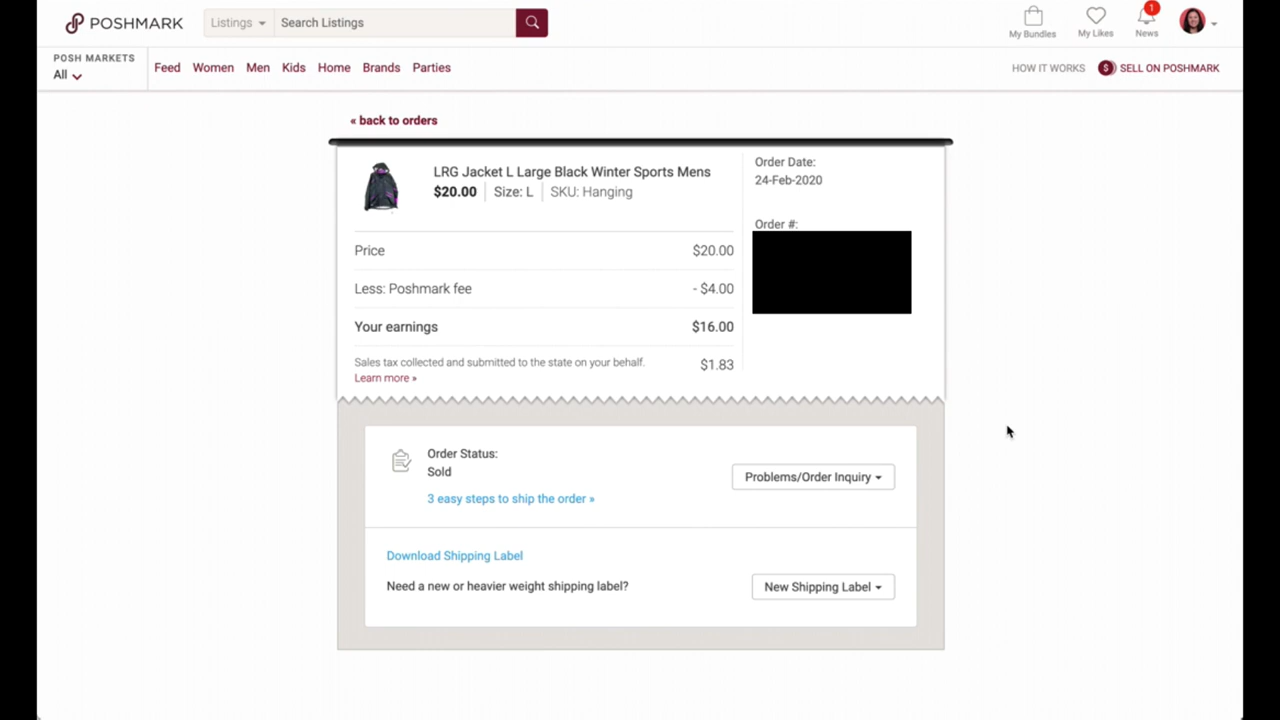 POSHMARK
Listings
Search Listings
My Bundles
My Likes
1
News
POSH MARKETS
All
Feed
Women
Men
Kids
Home
Brands
Parties
HOW IT WORKS
$
SELL ON POSHMARK
« back to orders
LRG Jacket L Large Black Winter Sports Mens
$20.00
Size: L
SKU: Hanging
Order Date:
24-Feb-2020
Order #:
Price $20.00
Less: Poshmark fee - $4.00
Your earnings $16.00
Sales tax collected and submitted to the state on your behalf. $1.83
Learn more »
Order Status:
Sold
3 easy steps to ship the order »
Problems/Order Inquiry
Download Shipping Label
Need a new or heavier weight shipping label?
New Shipping Label